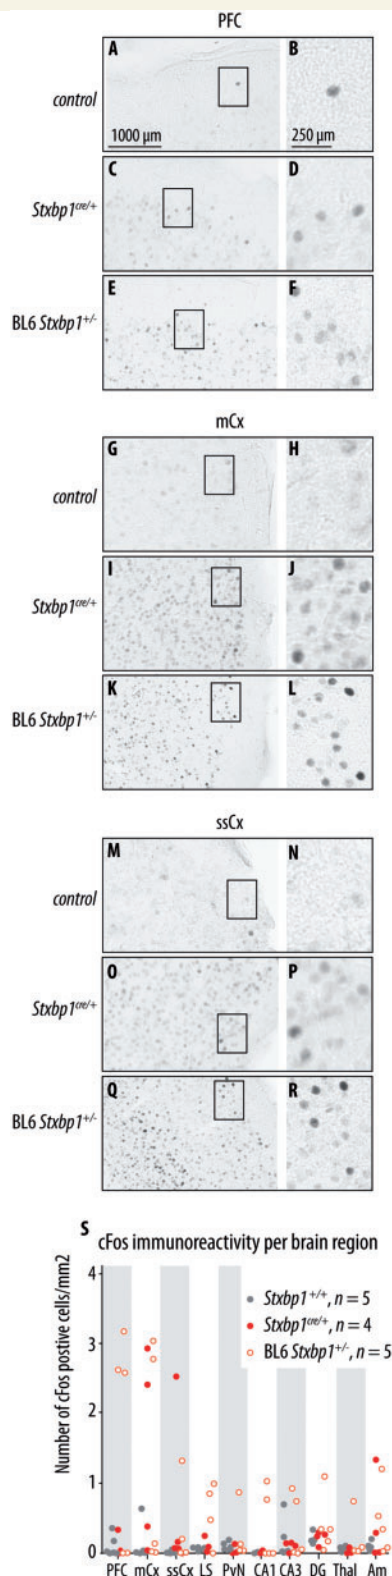 PFC
A B
control
1000 µm 250 µm
C D
Stxbp1cre/+
E F
BL6 Stxbp1+/-
mCx
G H
control
I J
Stxbp1cre/+
K L
BL6 Stxbp1+/-
ssCx
M N
control
O P
Stxbp1cre/+
Q R
BL6 Stxbp1+/-
S
cFos immunoreactivity per brain region
Number of cFos postive cells/mm2
4
3
2
1
0
Stxbp1+/+, n = 5
Stxbp1cre/+, n = 4
BL6 Stxbp1+/-, n = 5
PFC mCx ssCx LS PvN CA1 CA3 DG Thal Am